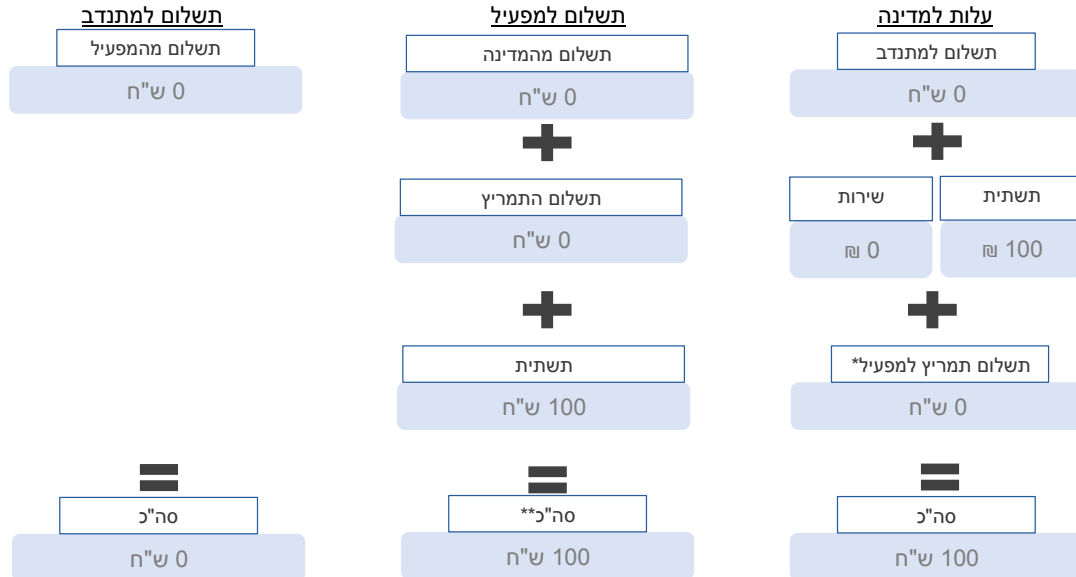 עלות למדינה
תשלום למתנדב
0 ש"ח
תשתית
שירות
100 ₪
0 ₪
תשלום תמריץ למפעיל*
0 ש"ח
סה"כ
100 ש"ח
תשלום למפעיל
תשלום מהמדינה
0 ש"ח
תשלום התמריץ
0 ש"ח
תשתית
100 ש"ח
סה"כ**
100 ש"ח
תשלום למתנדב
תשלום מהמפעיל
0 ש"ח
סה"כ
0 ש"ח